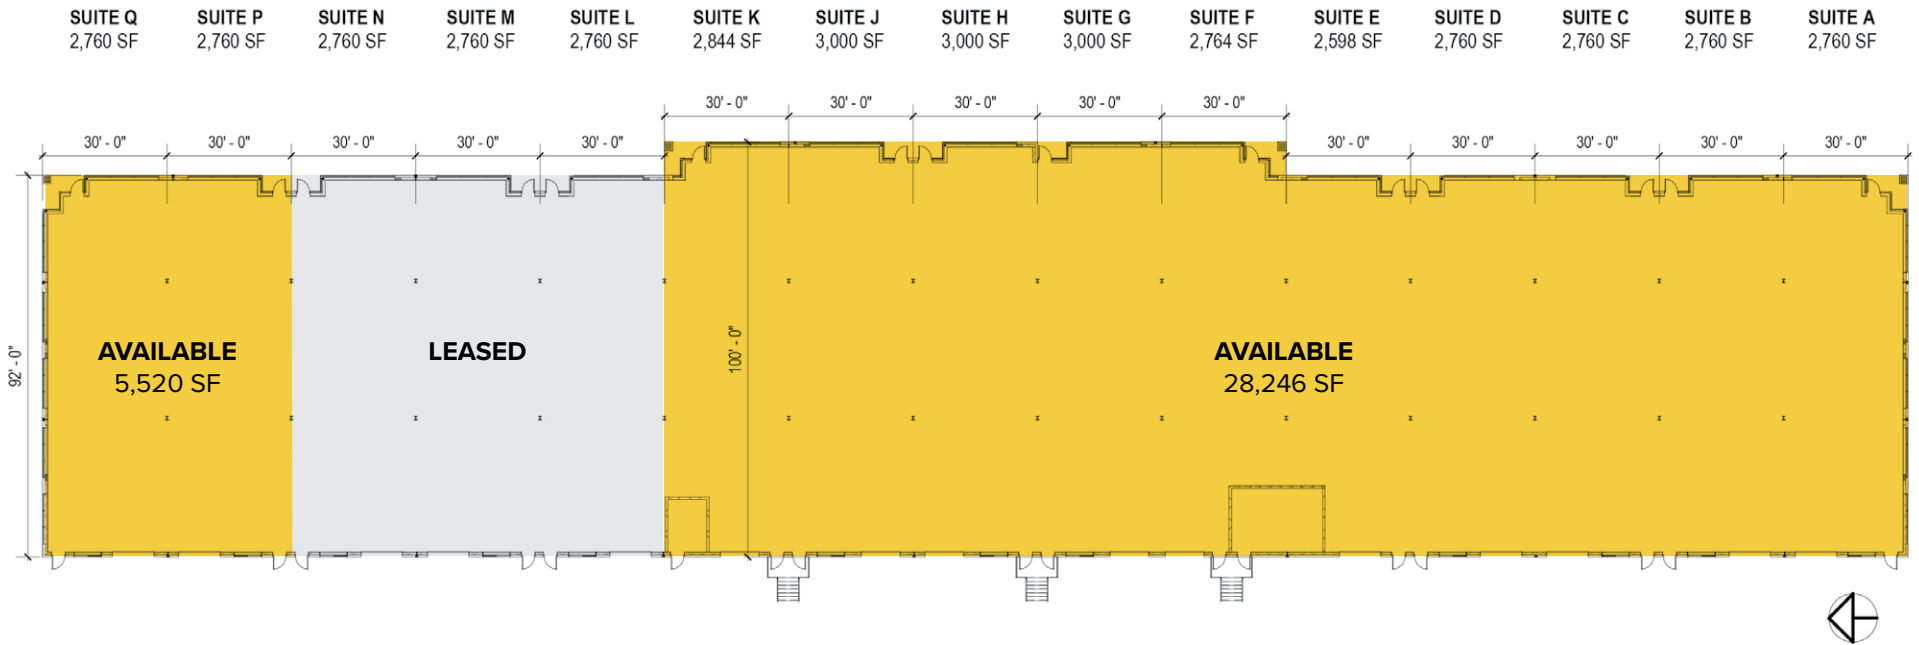 SUITE Q SUITE P SUITE N SUITE M SUITE L SUITE K SUITE J SUITE H SUITE G SUITE F SUITE E SUITE D SUITE C SUITE B SUITE A
2,760 SF 2,760 SF 2,760 SF 2,760 SF 2,760 SF 2,844 SF 3,000 SF 3,000 SF 3,000 SF 2,764 SF 2,598 SF 2,760 SF 2,760 SF 2,760 SF 2,760 SF
30' - 0" 30' - 0" 30' - 0" 30' - 0" 30' - 0"
30' - 0" 30' - 0" 30' - 0" 30' - 0" 30' - 0" 30' - 0" 30' - 0" 30' - 0" 30' - 0" 30' - 0"
92' - 0"
100' - 0"
AVAILABLE
5,520 SF
LEASED
AVAILABLE
28,246 SF